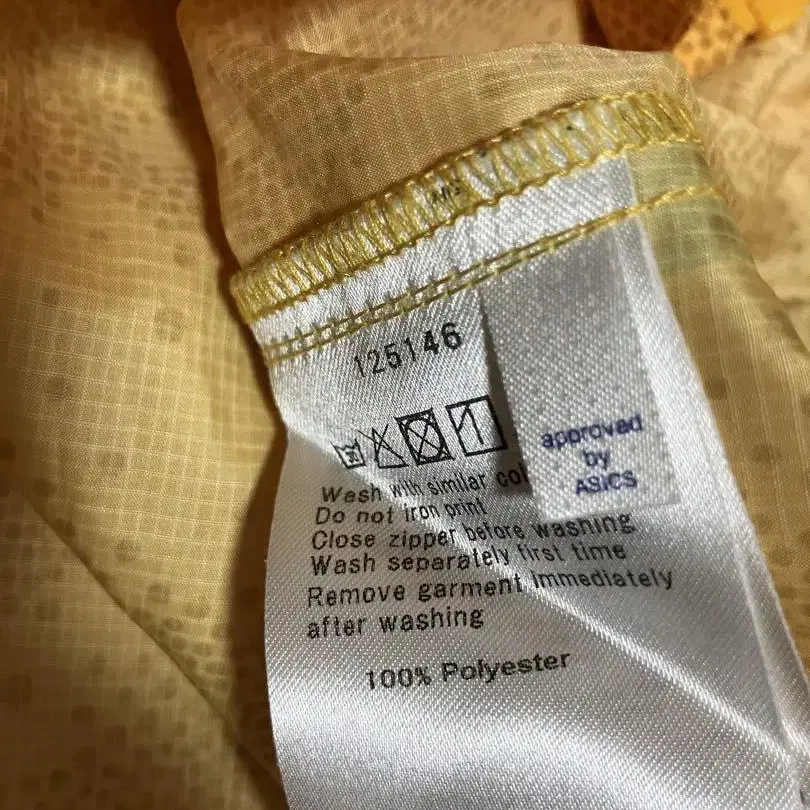 125146
approved
by
ASICS
Wash with similar col
Do not iron print
Close zipper before washing
Wash separately first time
Remove garment immediately
after washing
100% Polyester